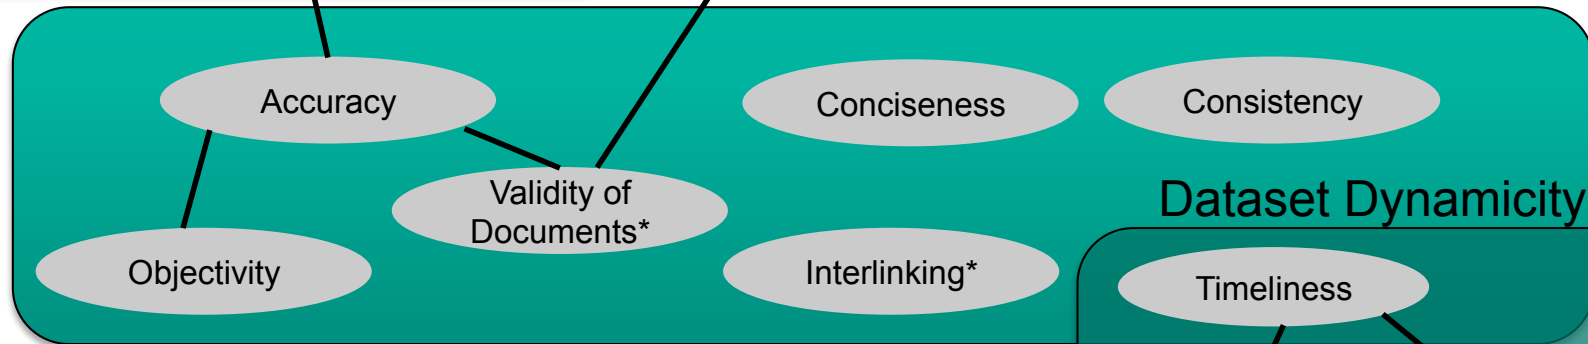 Accuracy
Conciseness
Consistency
Validity of
Documents*
Dataset Dynamicity
Objectivity
Interlinking*
Timeliness